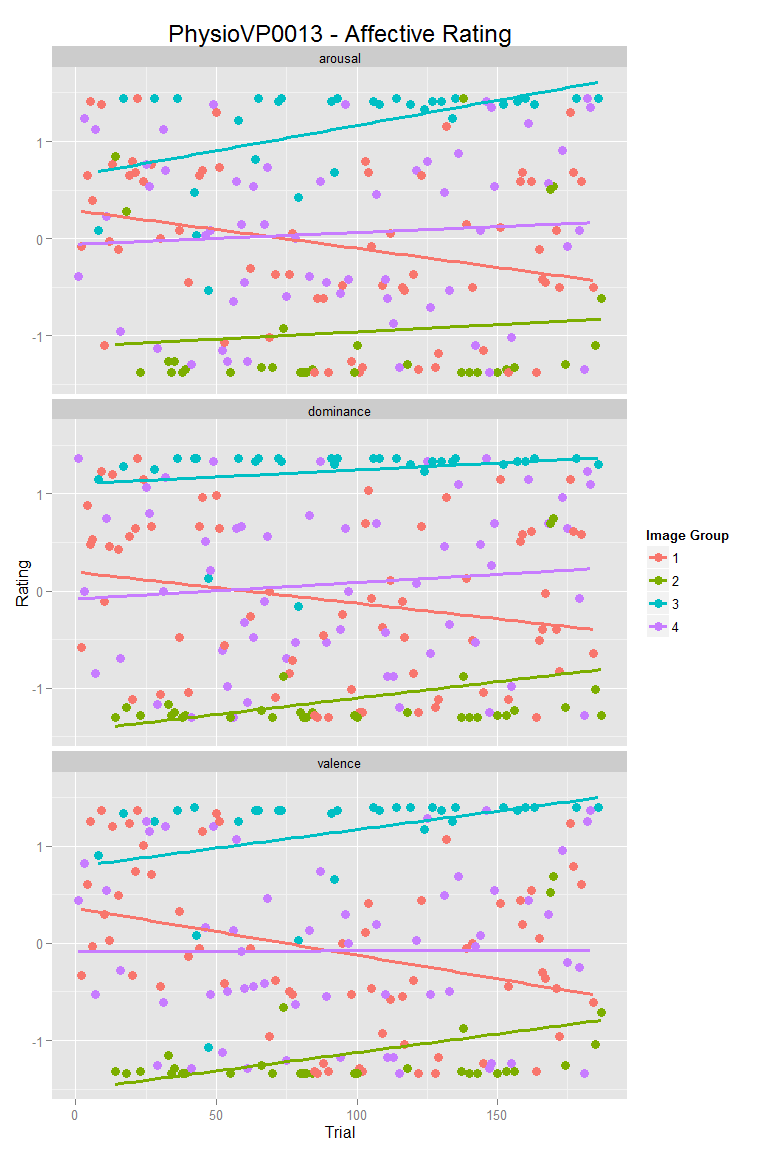 PhysioVP0013 - Affective Rating
arousal
1
0
-1
dominance
1
0
-1
Rating
Image Group
1
2
3
4
valence
1
0
-1
0
50
100
150
Trial